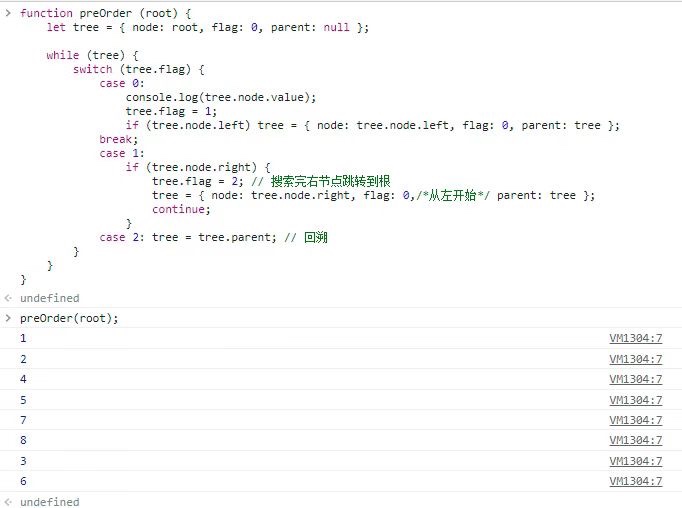 > function preOrder (root) {
let tree = { node: root, flag: 0, parent: null };
while (tree) {
switch (tree.flag) {
case 0:
console.log(tree.node.value);
tree.flag = 1;
if (tree.node.left) tree = { node: tree.node.left, flag: 0, parent: tree };
break;
case 1:
if (tree.node.right) {
tree.flag = 2; // 搜索完右节点跳转到根
tree = { node: tree.node.right, flag: 0,/*从左开始*/ parent: tree };
continue;
}
case 2: tree = tree.parent; // 回溯
}
}
}
undefined
> preOrder(root);
1 VM1304:7
2 VM1304:7
4 VM1304:7
5 VM1304:7
7 VM1304:7
8 VM1304:7
3 VM1304:7
6 VM1304:7
undefined